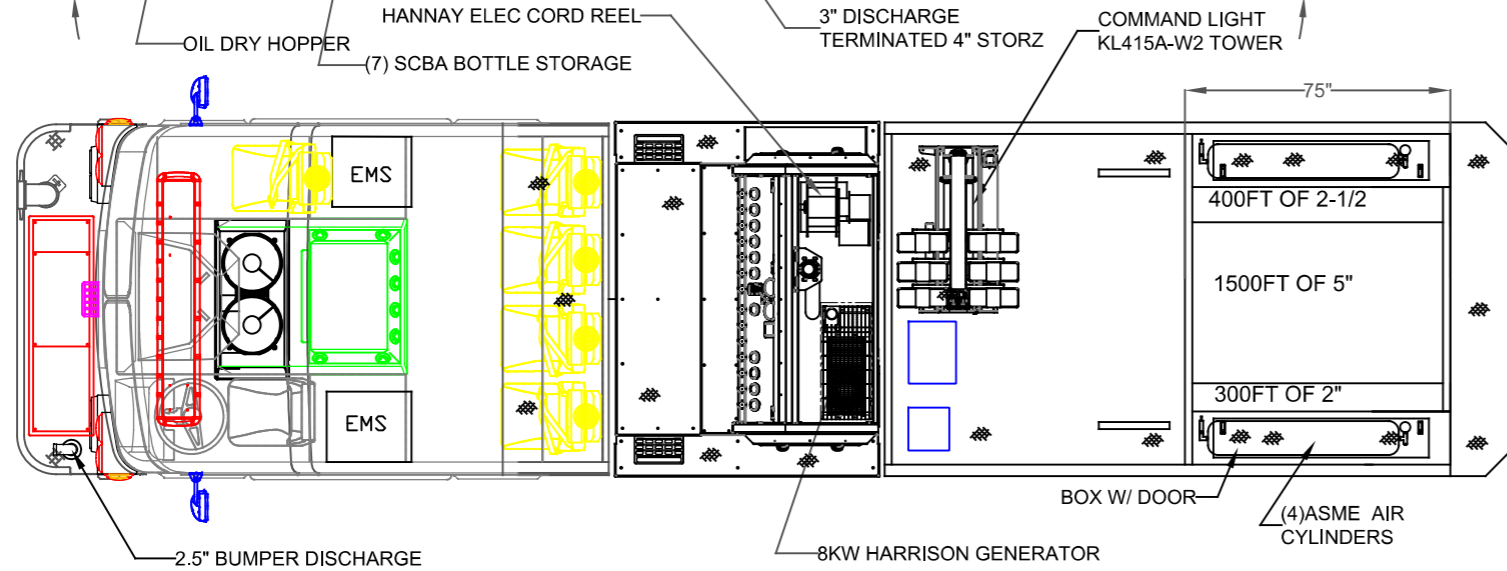 HANNAY ELEC CORD REEL
3" DISCHARGE
TERMINATED 4" STORZ
COMMAND LIGHT
KL415A-W2 TOWER
OIL DRY HOPPER
(7) SCBA BOTTLE STORAGE
75"
EMS
400FT OF 2-1/2
1500FT OF 5"
300FT OF 2"
EMS
BOX W/ DOOR
(4)ASME AIR
CYLINDERS
2.5" BUMPER DISCHARGE
8KW HARRISON GENERATOR